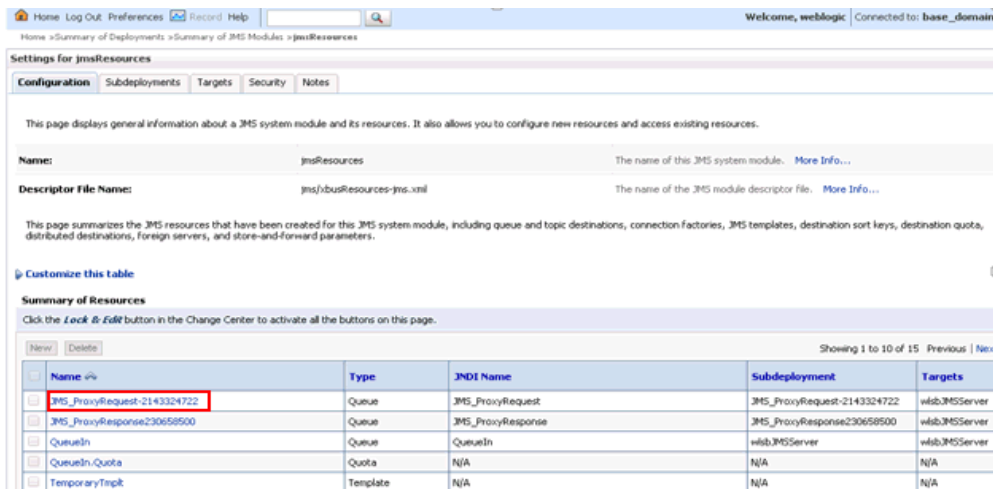 Home Log Out Preferences Record Help
Welcome, weblogic Connected to: base_domain
Home >Summary of Deployments >Summary of JMS Modules >jmsResources
Settings for jmsResources
Configuration Subdeployments Targets Security Notes
This page displays general information about a JMS system module and its resources. It also allows you to configure new resources and access existing resources.
Name: jmsResources The name of this JMS system module. More Info...
Descriptor File Name: jms/xbusResources-jms.xml The name of the JMS module descriptor file. More Info...
This page summarizes the JMS resources that have been created for this JMS system module, including queue and topic destinations, connection factories, JMS templates, destination sort keys, destination quota,
distributed destinations, foreign servers, and store-and-forward parameters.
Customize this table
Summary of Resources
Click the Lock & Edit button in the Change Center to activate all the buttons on this page.
New Delete Showing 1 to 10 of 15 Previous | Nex
Name Type JNDI Name Subdeployment Targets
JMS_ProxyRequest-2143324722 Queue JMS_ProxyRequest JMS_ProxyRequest-2143324722 wlsbJMSServer
JMS_ProxyResponse230658500 Queue JMS_ProxyResponse JMS_ProxyResponse230658500 wlsbJMSServer
QueueIn Queue QueueIn wlsbJMSServer wlsbJMSServer
QueueIn.Quota Quota N/A N/A N/A
TemporaryTmplt Template N/A N/A N/A